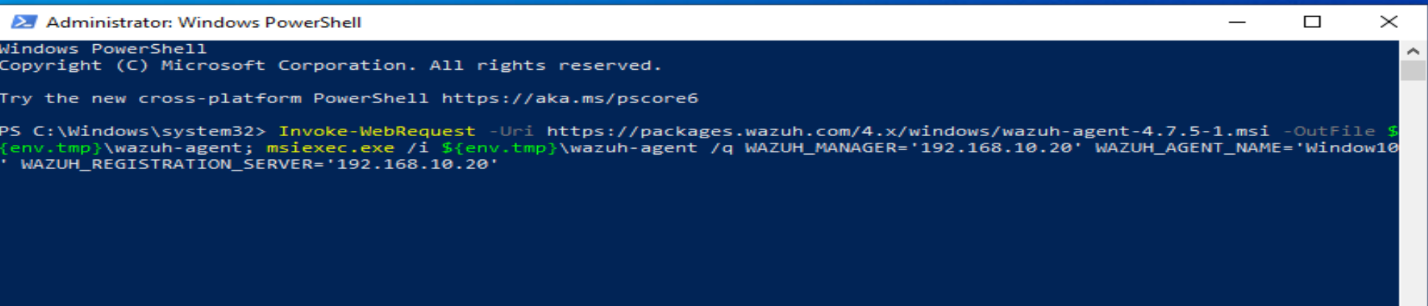 Administrator: Windows PowerShell
Windows PowerShell
Copyright (C) Microsoft Corporation. All rights reserved.
Try the new cross-platform PowerShell https://aka.ms/pscore6
PS C:\Windows\system32> Invoke-WebRequest -Uri https://packages.wazuh.com/4.x/windows/wazuh-agent-4.7.5-1.msi -OutFile $
{env.tmp}\wazuh-agent; msiexec.exe /i ${env.tmp}\wazuh-agent /q WAZUH_MANAGER='192.168.10.20' WAZUH_AGENT_NAME='Window10
' WAZUH_REGISTRATION_SERVER='192.168.10.20'